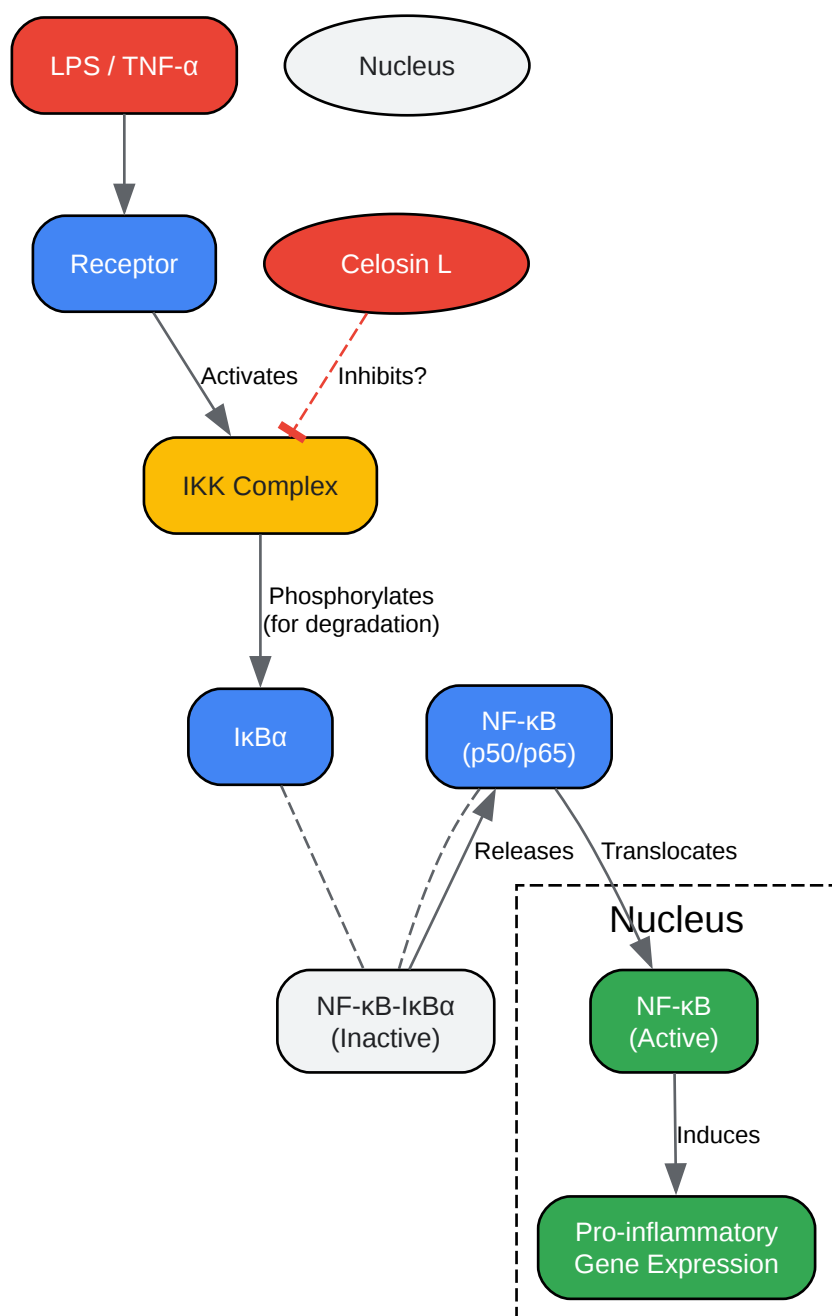 LPS / TNF-α
Nucleus
Receptor
Celosin L
Activates
Inhibits?
IKK Complex
Phosphorylates
(for degradation)
IκBα
NF-κB
(p50/p65)
Releases
Translocates
Nucleus
NF-κB-IκBα
(Inactive)
NF-κB
(Active)
Induces
Pro-inflammatory
Gene Expression